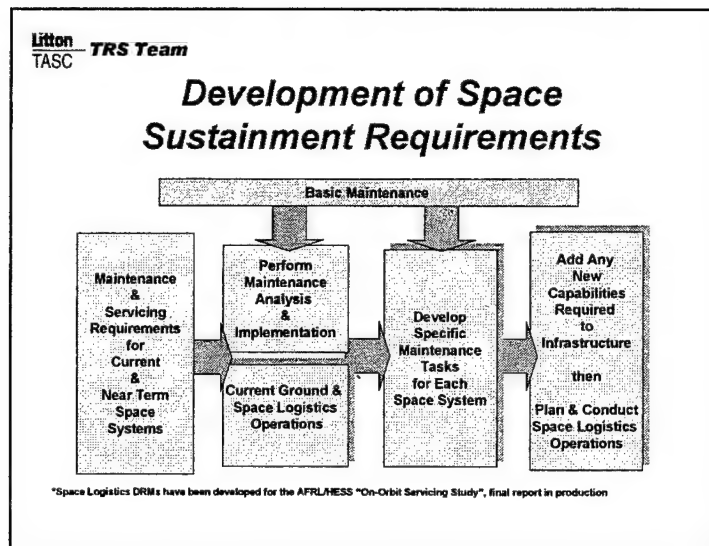 Litton
TASC
TRS Team
Development of Space
Sustainment Requirements
Basic Maintenance
Maintenance
&
Servicing
Requirements
for
Current
&
Near Term
Space
Systems
Perform
Maintenance
Analysis
&
Implementation
Current Ground &
Space Logistics
Operations
Develop
Specific
Maintenance
Tasks
for Each
Space System
Add Any
New
Capabilities
Required
to
Infrastructure
then
Plan & Conduct
Space Logistics
Operations
*Space Logistics DRMs have been developed for the AFRL/HESS "On-Orbit Servicing Study", final report in production